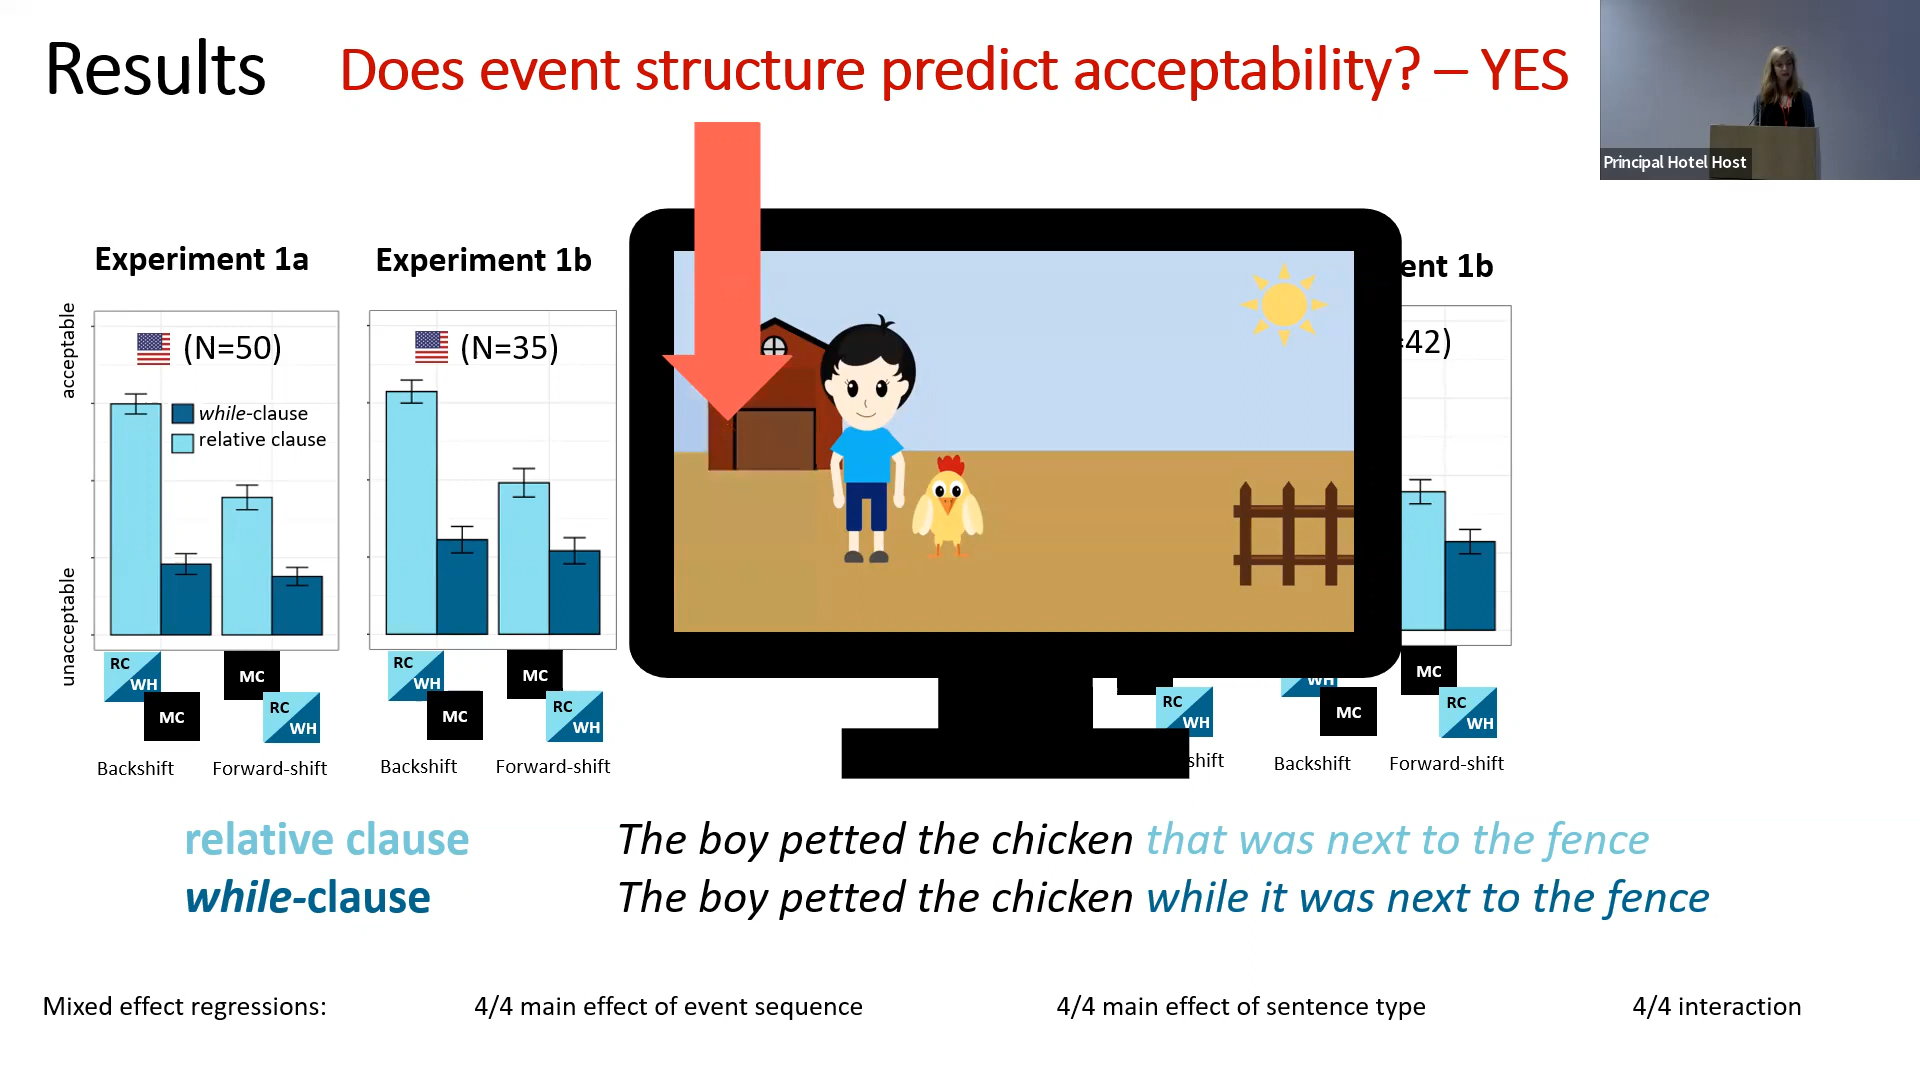 Results
Does event structure predict acceptability? – YES
Principal Hotel Host
Experiment 1a
Experiment 1b
ent 1b
acceptable
unacceptable
(N=50)
(N=35)
=42)
while-clause
relative clause
RC
WH
MC
MC
RC
WH
RC
WH
MC
MC
RC
WH
RC
WH
WH
MC
MC
RC
WH
Backshift
Forward-shift
Backshift
Forward-shift
shift
Backshift
Forward-shift
relative clause
The boy petted the chicken that was next to the fence
while-clause
The boy petted the chicken while it was next to the fence
Mixed effect regressions:
4/4 main effect of event sequence
4/4 main effect of sentence type
4/4 interaction